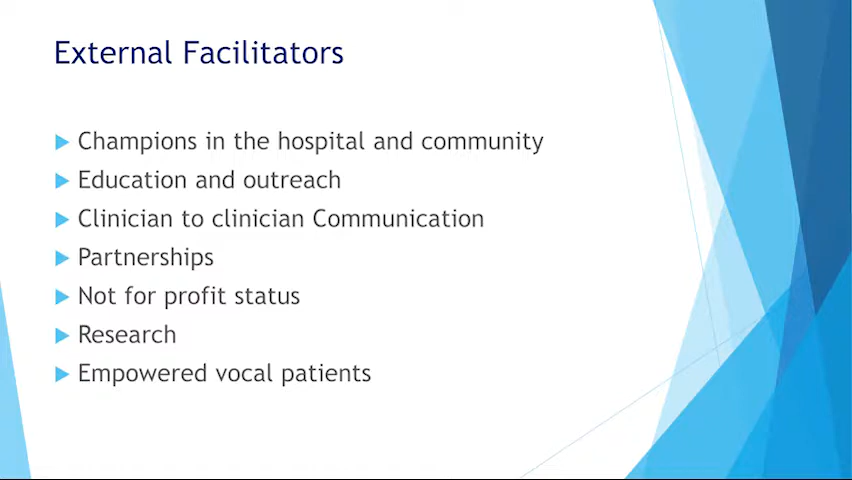 External Facilitators
Champions in the hospital and community
Education and outreach
Clinician to clinician Communication
Partnerships
Not for profit status
Research
Empowered vocal patients